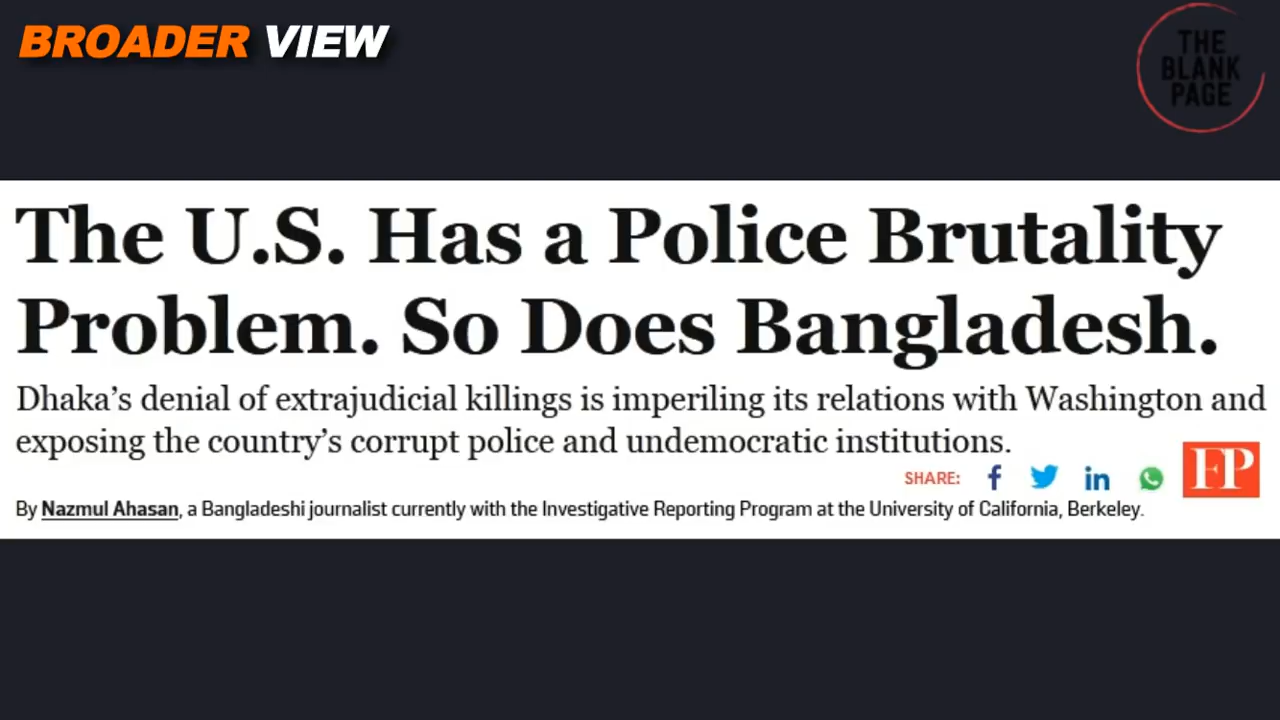 BROADER VIEW
THE
BLANK
PAGE
The U.S. Has a Police Brutality
Problem. So Does Bangladesh.
Dhaka’s denial of extrajudicial killings is imperiling its relations with Washington and
exposing the country’s corrupt police and undemocratic institutions.
SHARE:
FP
By Nazmul Ahasan, a Bangladeshi journalist currently with the Investigative Reporting Program at the University of California, Berkeley.